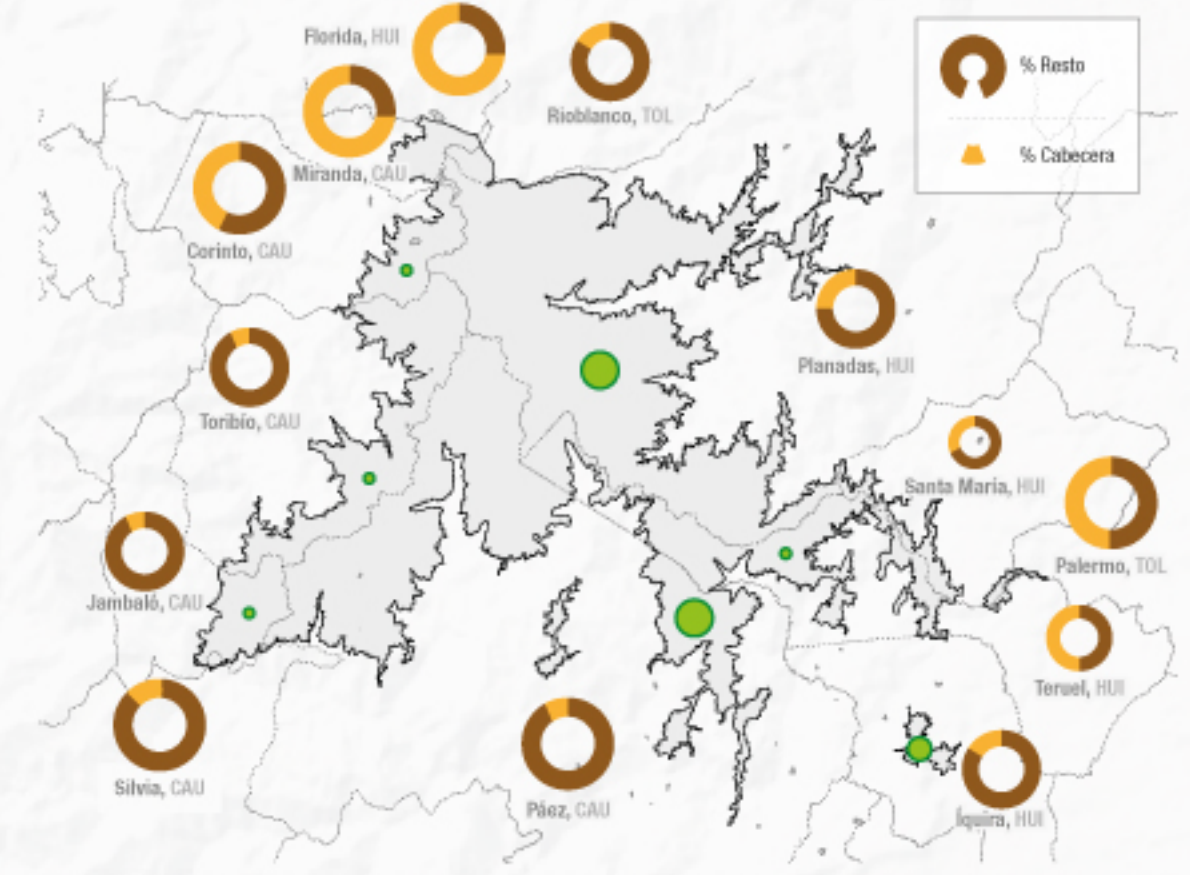 Florida, HUI
Rioblanco, TOL
% Resto
% Cabecera
Miranda, CAU
Corinto, CAU
Planadas, HUI
Toribío, CAU
Santa María, HUI
Palermo, TOL
Jambaló, CAU
Teruel, HUI
Silvia, CAU
Páez, CAU
Íquira, HUI